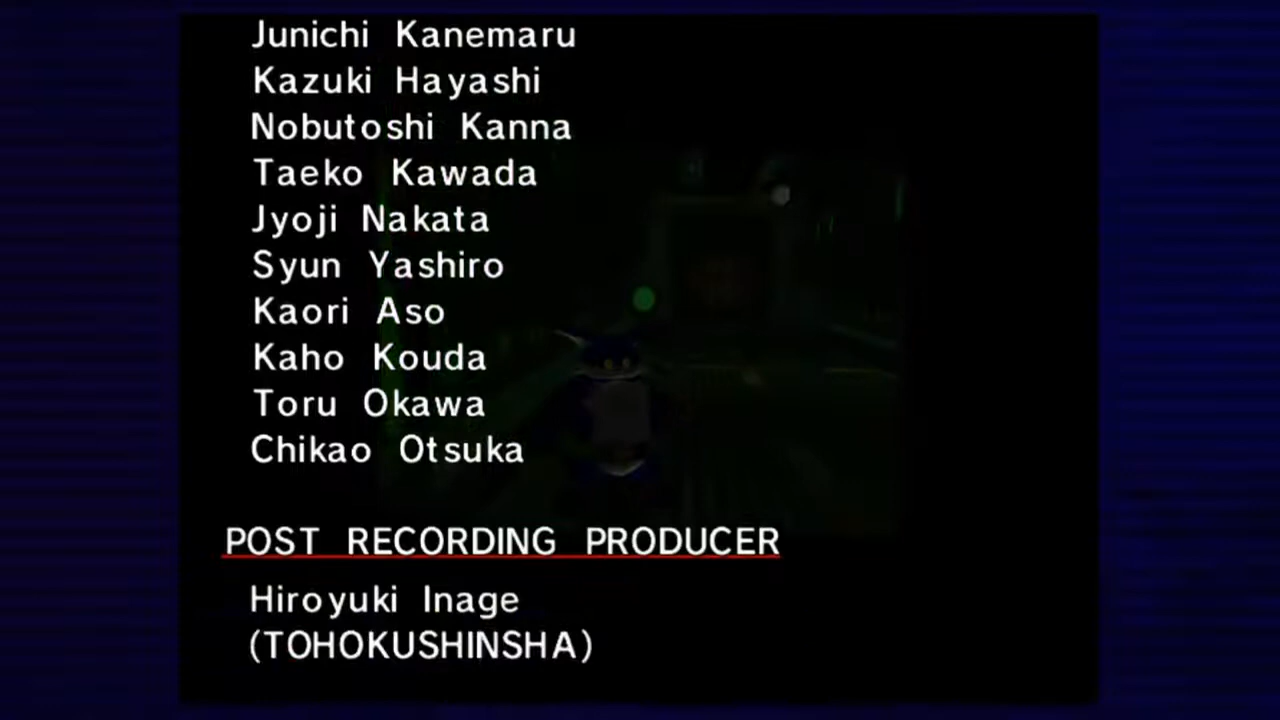 Junichi Kanemaru
Kazuki Hayashi
Nobutoshi Kanna
Taeko Kawada
Jyoji Nakata
Syun Yashiro
Kaori Aso
Kaho Kouda
Toru Okawa
Chikao Otsuka
POST RECORDING PRODUCER
Hiroyuki Inage
(TOHOKUSHINSHA)